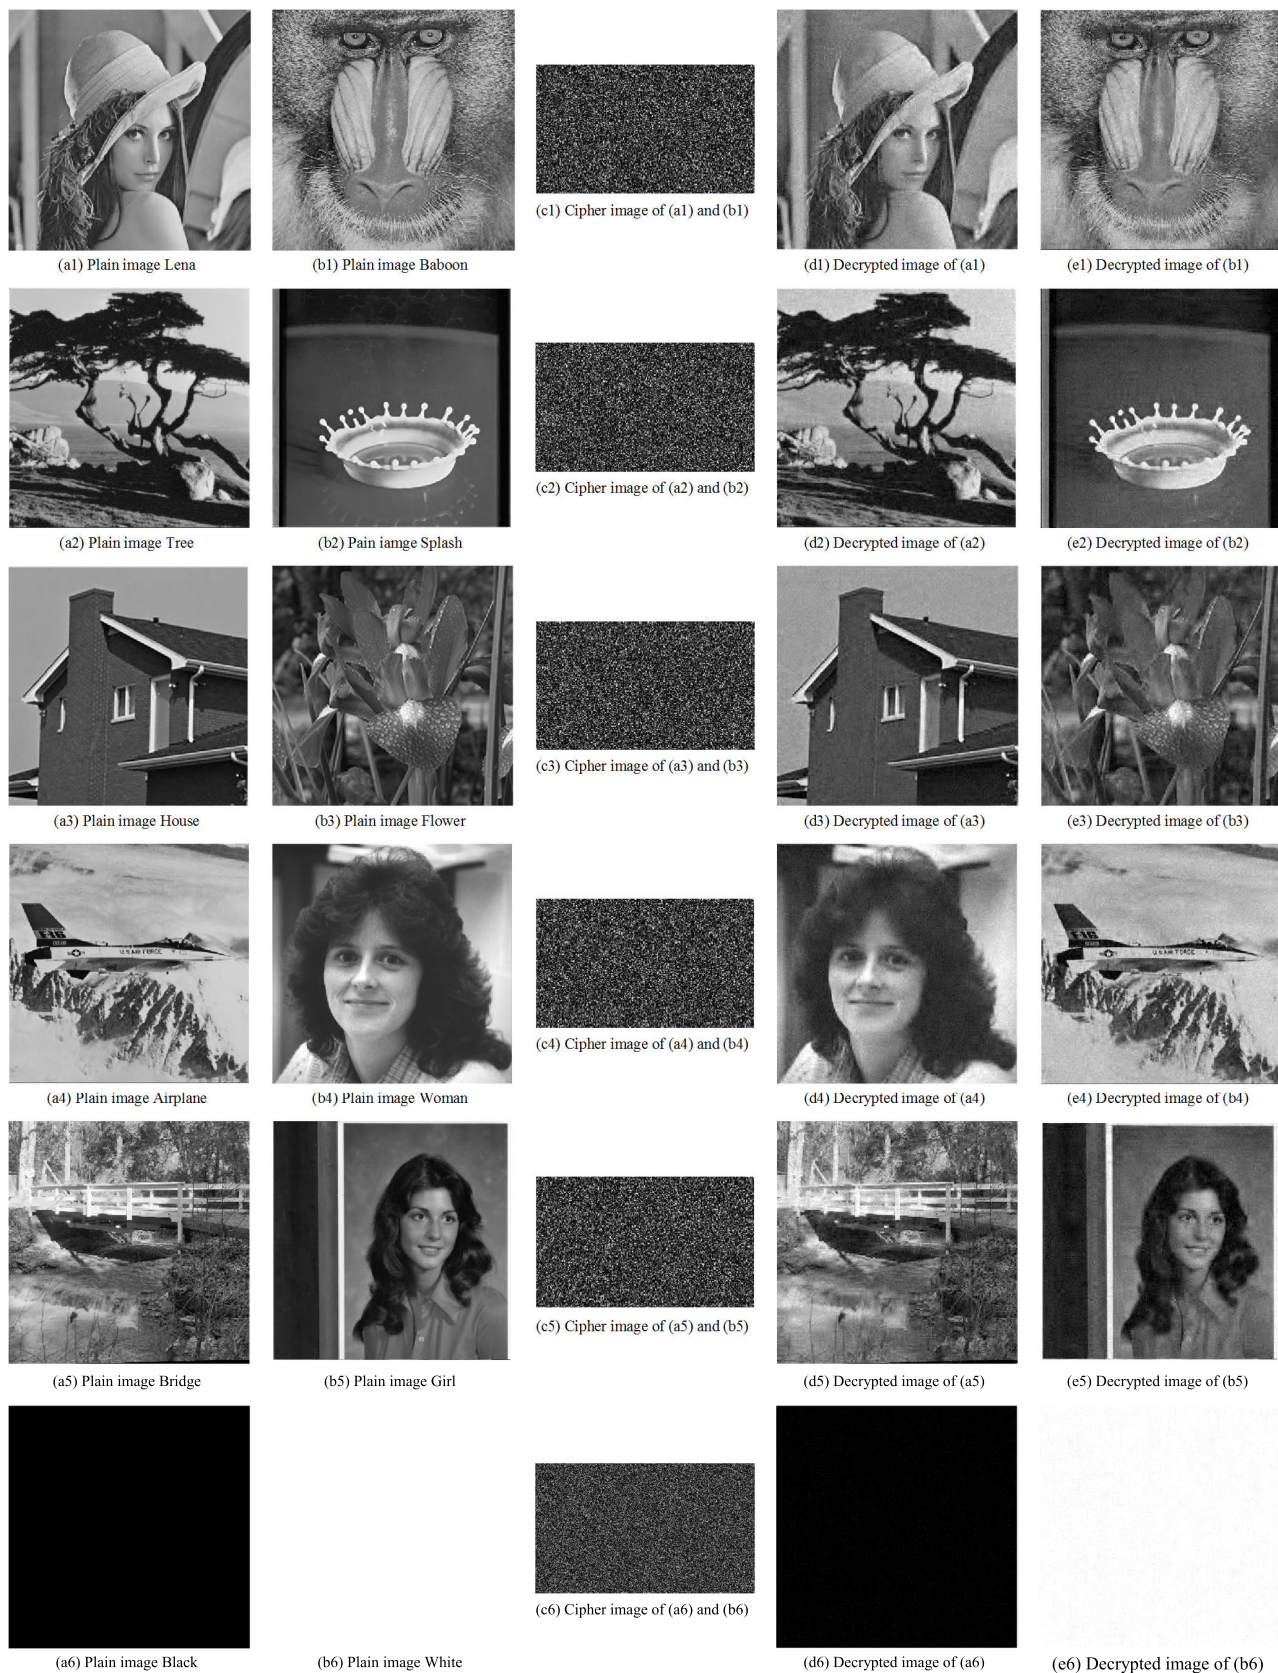 (c1) Cipher image of (a1) and (b1)
(a1) Plain image Lena
(b1) Plain image Baboon
(d1) Decrypted image of (a1)
(e1) Decrypted image of (b1)
(c2) Cipher image of (a2) and (b2)
(a2) Plain image Tree
(b2) Pain iamge Splash
(d2) Decrypted image of (a2)
(e2) Decrypted image of (b2)
(c3) Cipher image of (a3) and (b3)
(a3) Plain image House
(b3) Plain image Flower
(d3) Decrypted image of (a3)
(e3) Decrypted image of (b3)
F-16
U.S. AIR FORCE
F-16
U.S. AIR FORCE
(c4) Cipher image of (a4) and (b4)
(a4) Plain image Airplane
(b4) Plain image Woman
(d4) Decrypted image of (a4)
(e4) Decrypted image of (b4)
(c5) Cipher image of (a5) and (b5)
(a5) Plain image Bridge
(b5) Plain image Girl
(d5) Decrypted image of (a5)
(e5) Decrypted image of (b5)
(c6) Cipher image of (a6) and (b6)
(a6) Plain image Black
(b6) Plain image White
(d6) Decrypted image of (a6)
(e6) Decrypted image of (b6)